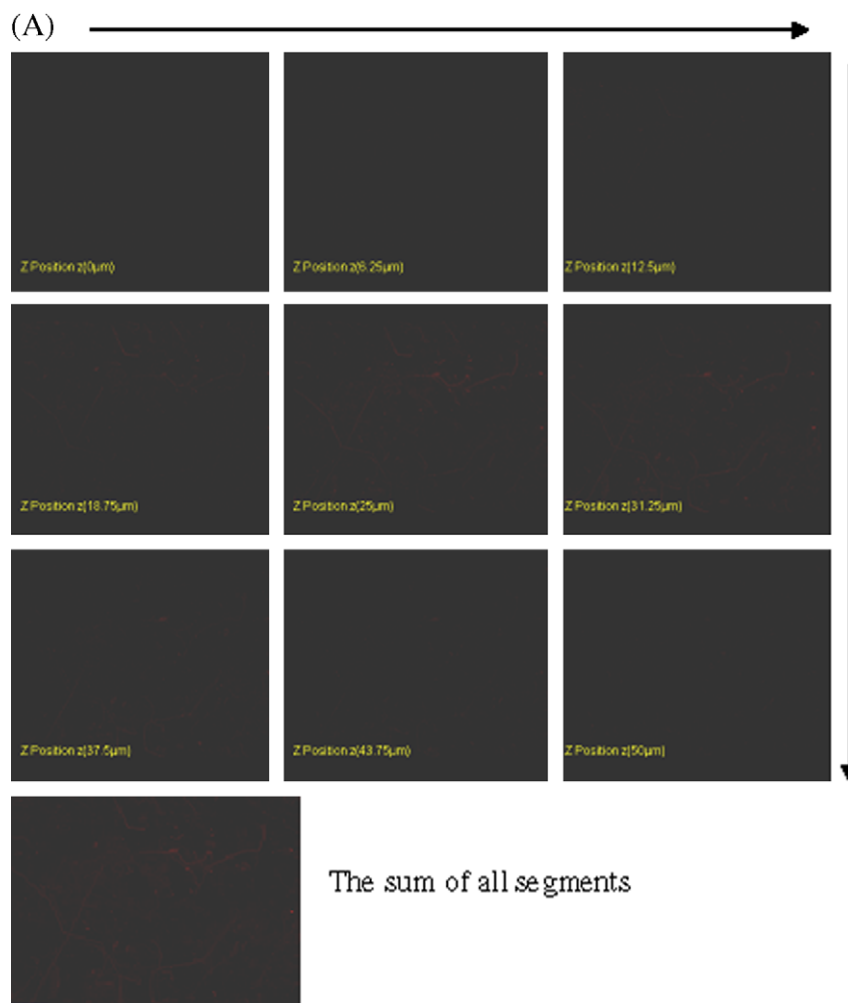 (A)
Z Position z(0µm)
Z Position z(6.25µm)
Z Position z(12.5µm)
Z Position z(18.75µm)
Z Position z(25µm)
Z Position z(31.25µm)
Z Position z(37.5µm)
Z Position z(43.75µm)
Z Position z(50µm)
The sum of all segments